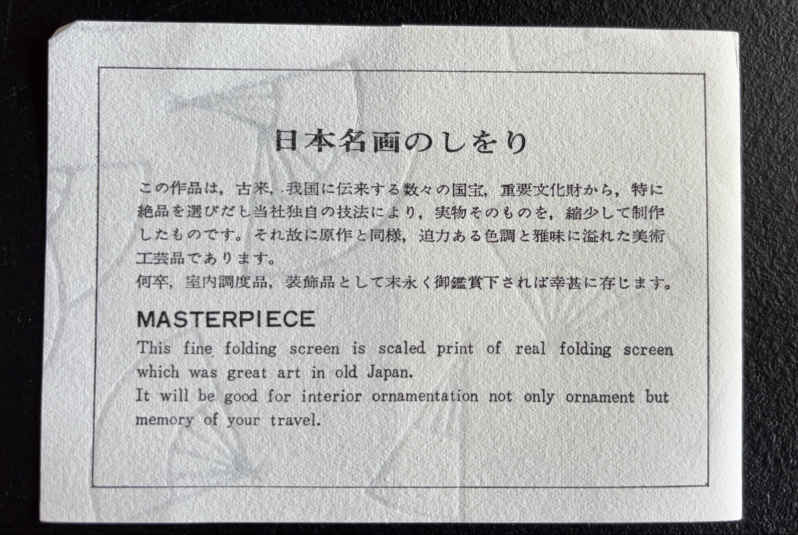 日本名画のしをり
この作品は，古来，我国に伝来する数々の国宝，重要文化財から，特に
絶品を選びだし当社独自の技法により，実物そのものを，縮少して制作
したものです。それ故に原作と同様，迫力ある色調と雅味に溢れた美術
工芸品であります。
何卒，室内調度品，装飾品として末永く御鑑賞下されば幸甚に存じます。
MASTERPIECE
This fine folding screen is scaled print of real folding screen
which was great art in old Japan.
It will be good for interior ornamentation not only ornament but
memory of your travel.